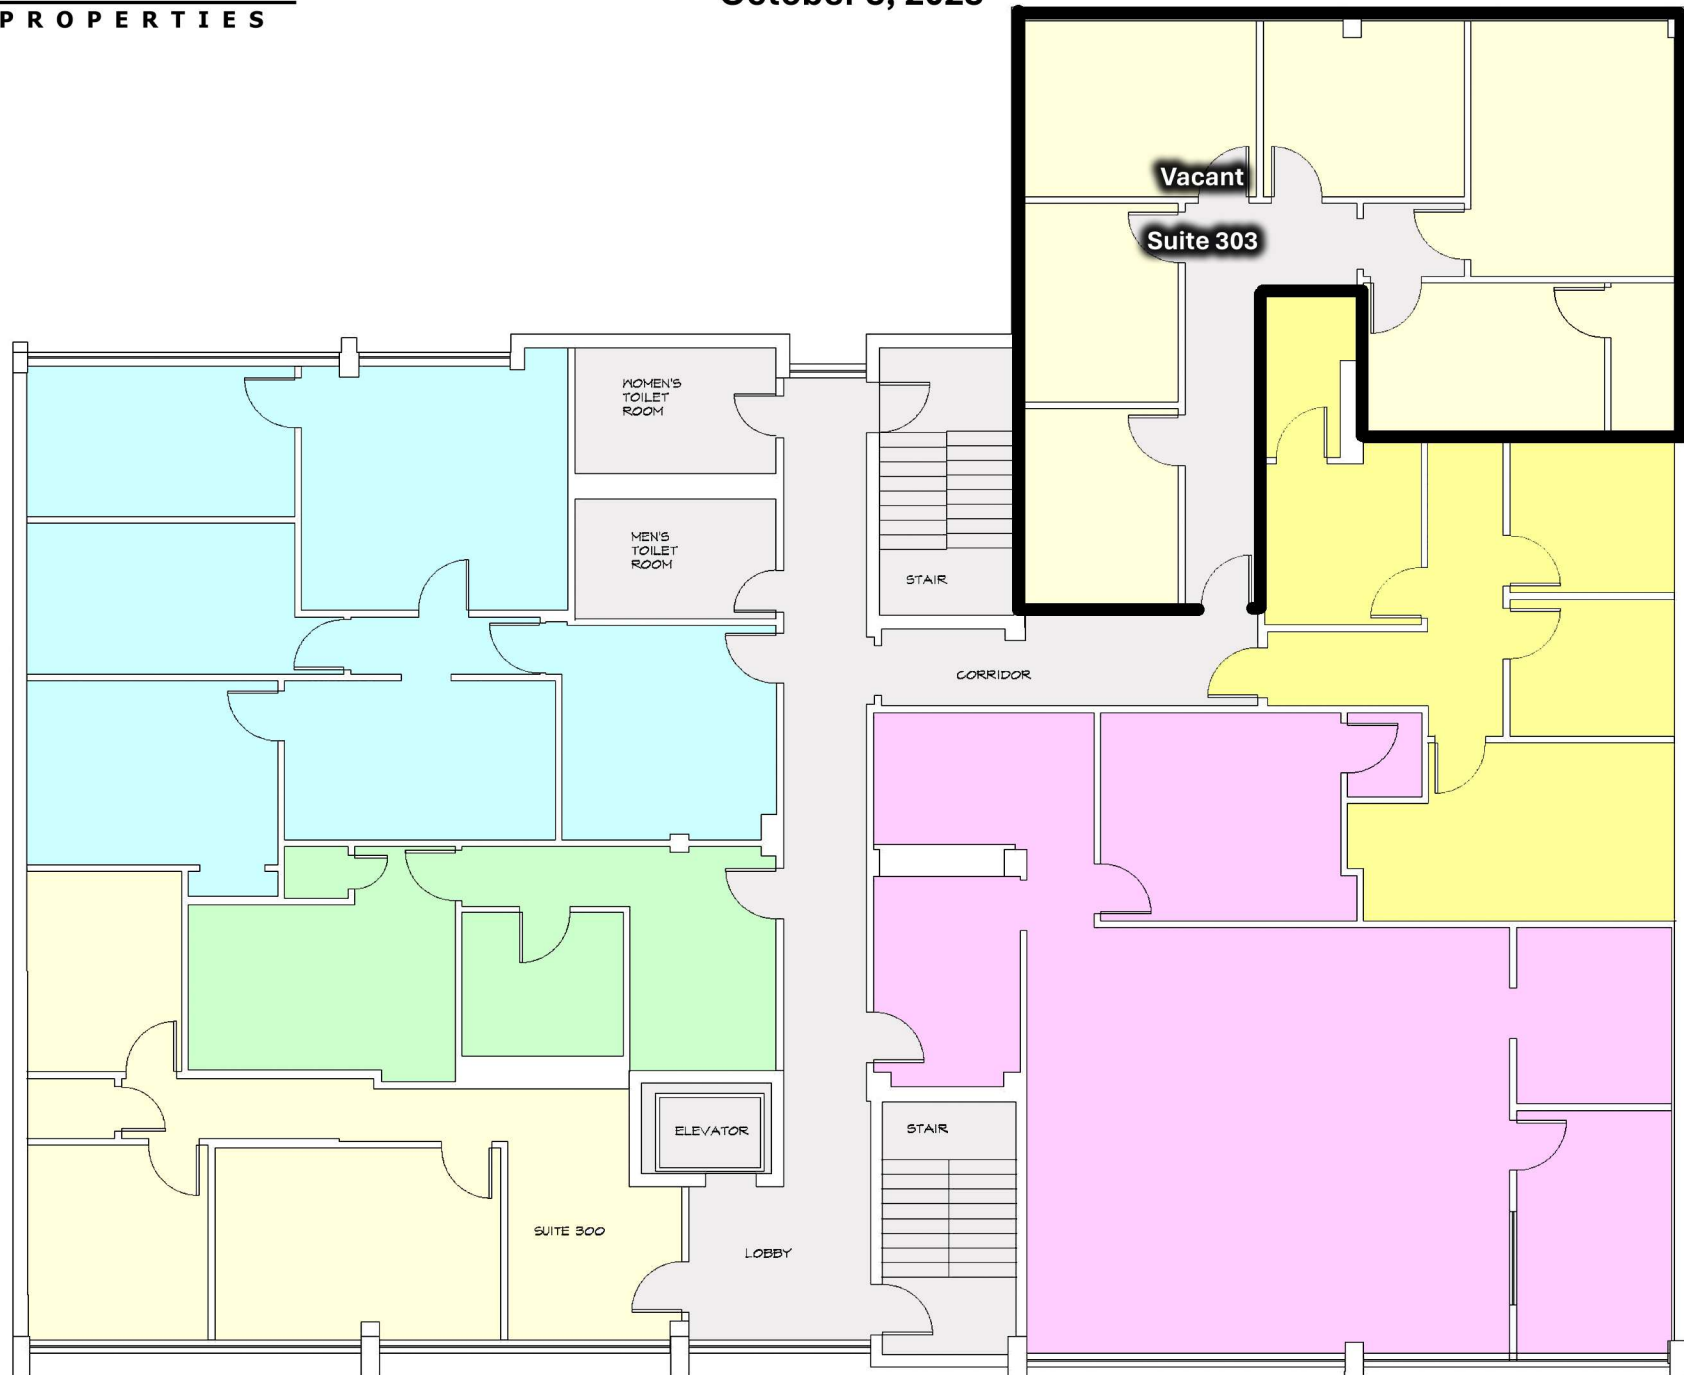 PROPERTIES
Vacant
Suite 303
WOMEN'S
TOILET
ROOM
MEN'S
TOILET
ROOM
STAIR
CORRIDOR
ELEVATOR
STAIR
SUITE 300
LOBBY